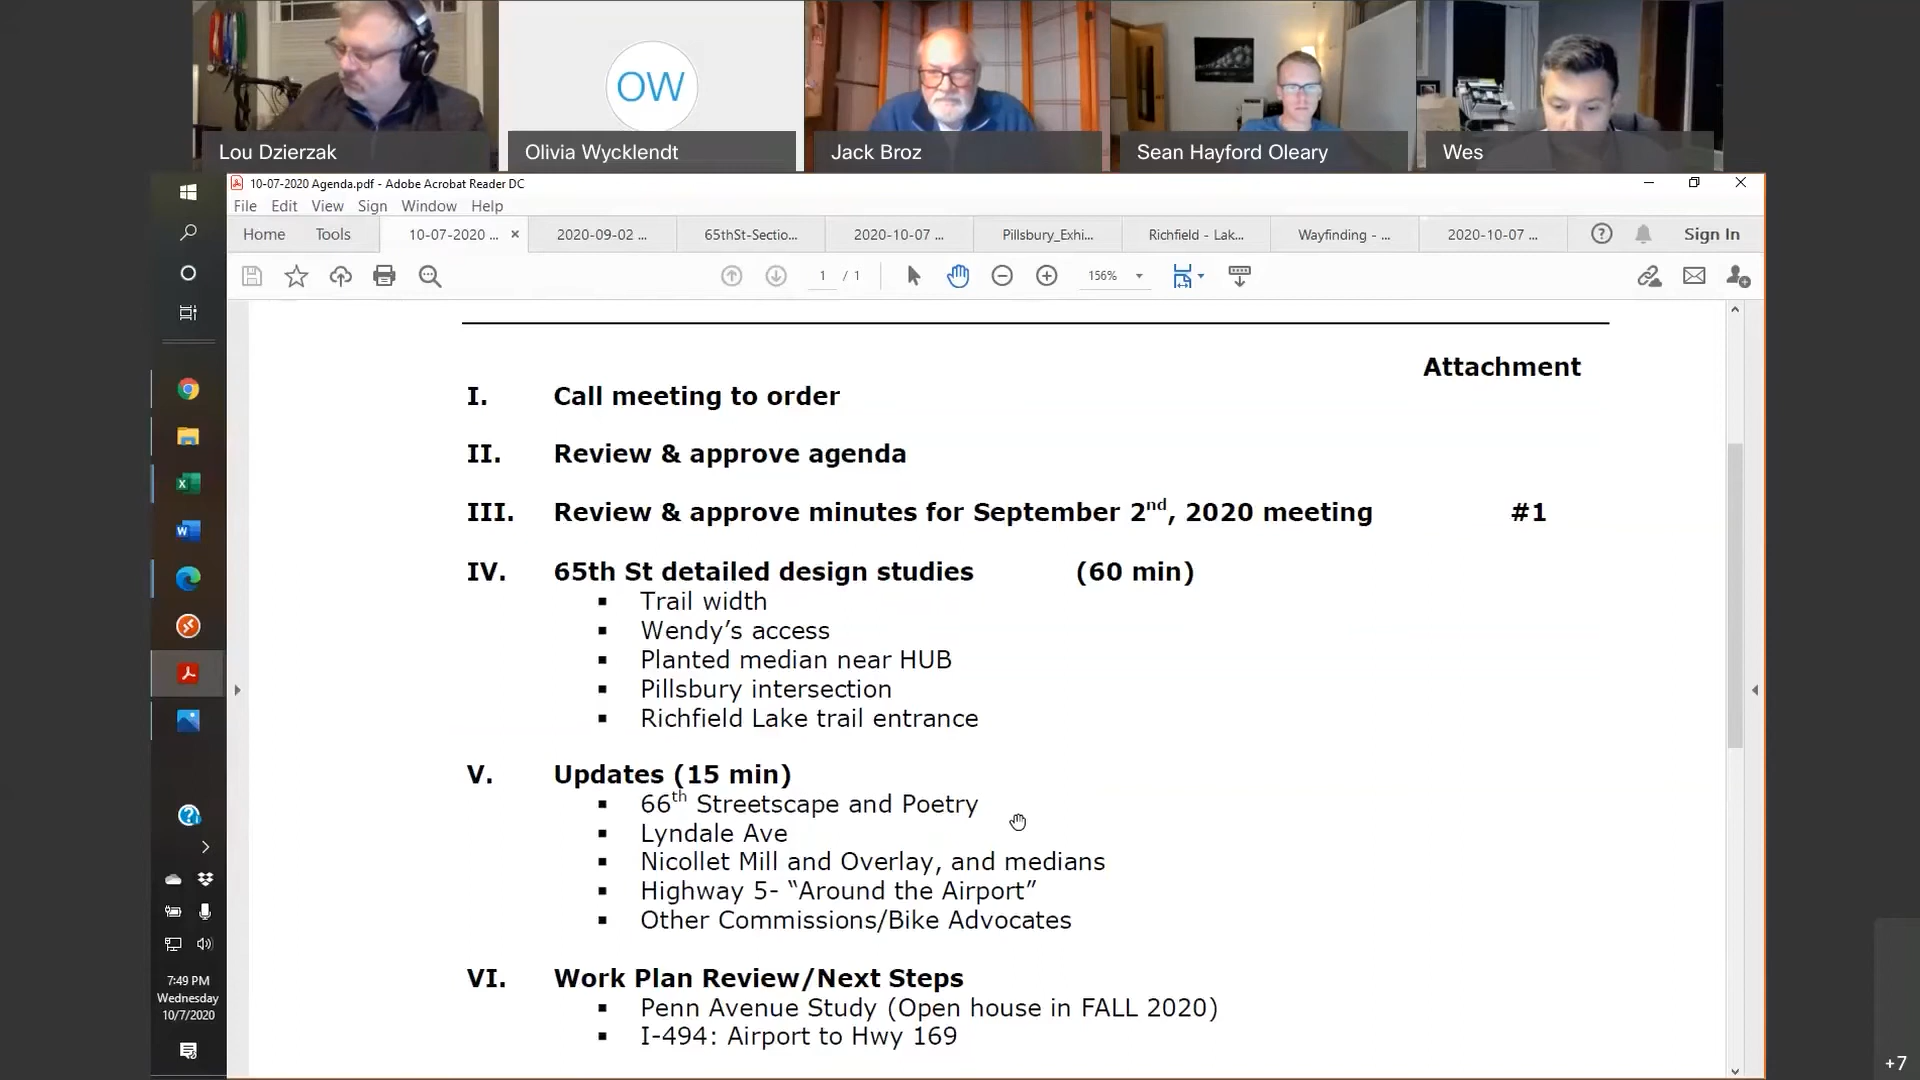 OW
Lou Dzierzak
Olivia Wycklendt
Jack Broz
Sean Hayford Oleary
Wes
10-07-2020 Agenda.pdf - Adobe Acrobat Reader DC
File Edit View Sign Window Help
Home Tools 10-07-2020 ... × 2020-09-02 ... 65thSt-Sectio... 2020-10-07 ... Pillsbury_Exhi... Richfield - Lak... Wayfinding - ... 2020-10-07 ... Sign In
1 / 1 156%
Attachment
I. Call meeting to order
II. Review & approve agenda
III. Review & approve minutes for September 2nd, 2020 meeting #1
IV. 65th St detailed design studies (60 min)
▪ Trail width
▪ Wendy’s access
▪ Planted median near HUB
▪ Pillsbury intersection
▪ Richfield Lake trail entrance
V. Updates (15 min)
▪ 66th Streetscape and Poetry
▪ Lyndale Ave
▪ Nicollet Mill and Overlay, and medians
▪ Highway 5- “Around the Airport”
▪ Other Commissions/Bike Advocates
VI. Work Plan Review/Next Steps
▪ Penn Avenue Study (Open house in FALL 2020)
▪ I-494: Airport to Hwy 169
7:49 PM
Wednesday
10/7/2020
+7